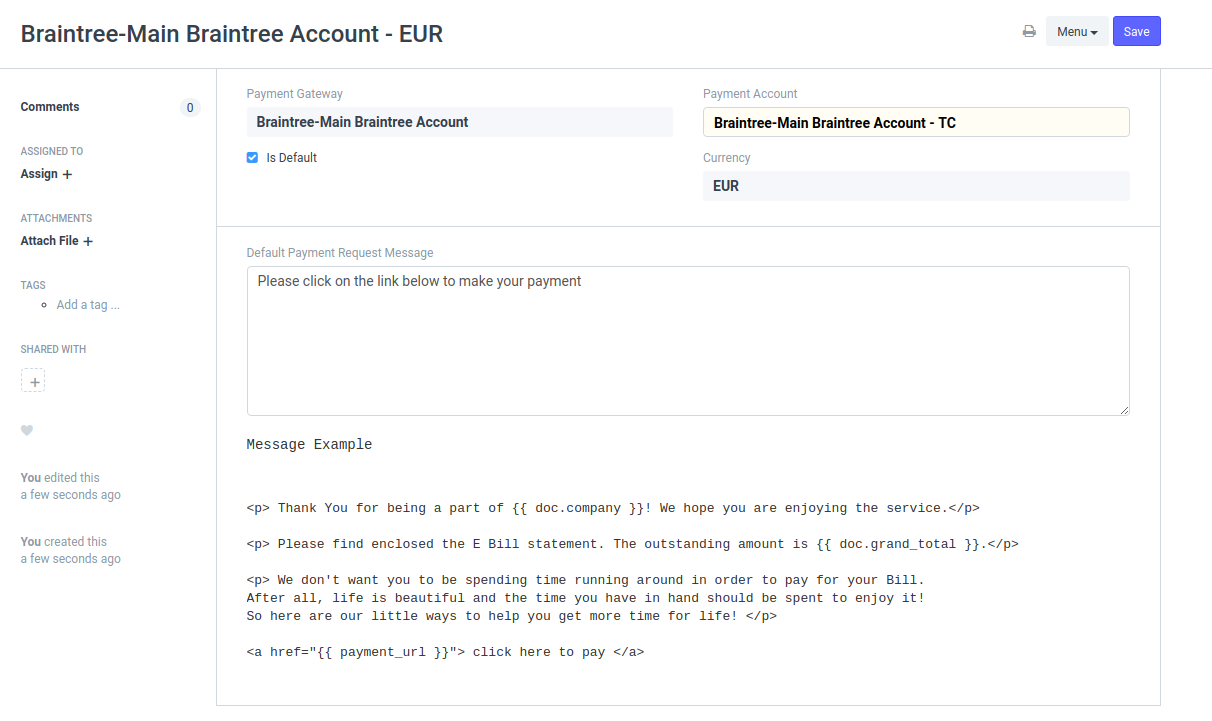 Braintree-Main Braintree Account - EUR
Menu
Save
Comments
0
ASSIGNED TO
Assign +
ATTACHMENTS
Attach File +
TAGS
Add a tag ...
SHARED WITH
+
You edited this
a few seconds ago
You created this
a few seconds ago
Payment Gateway
Braintree-Main Braintree Account
Is Default
Payment Account
Braintree-Main Braintree Account - TC
Currency
EUR
Default Payment Request Message
Please click on the link below to make your payment
Message Example
<p> Thank You for being a part of {{ doc.company }}! We hope you are enjoying the service.</p>
<p> Please find enclosed the E Bill statement. The outstanding amount is {{ doc.grand_total }}.</p>
<p> We don't want you to be spending time running around in order to pay for your Bill.
After all, life is beautiful and the time you have in hand should be spent to enjoy it!
So here are our little ways to help you get more time for life! </p>
<a href="{{ payment_url }}"> click here to pay </a>